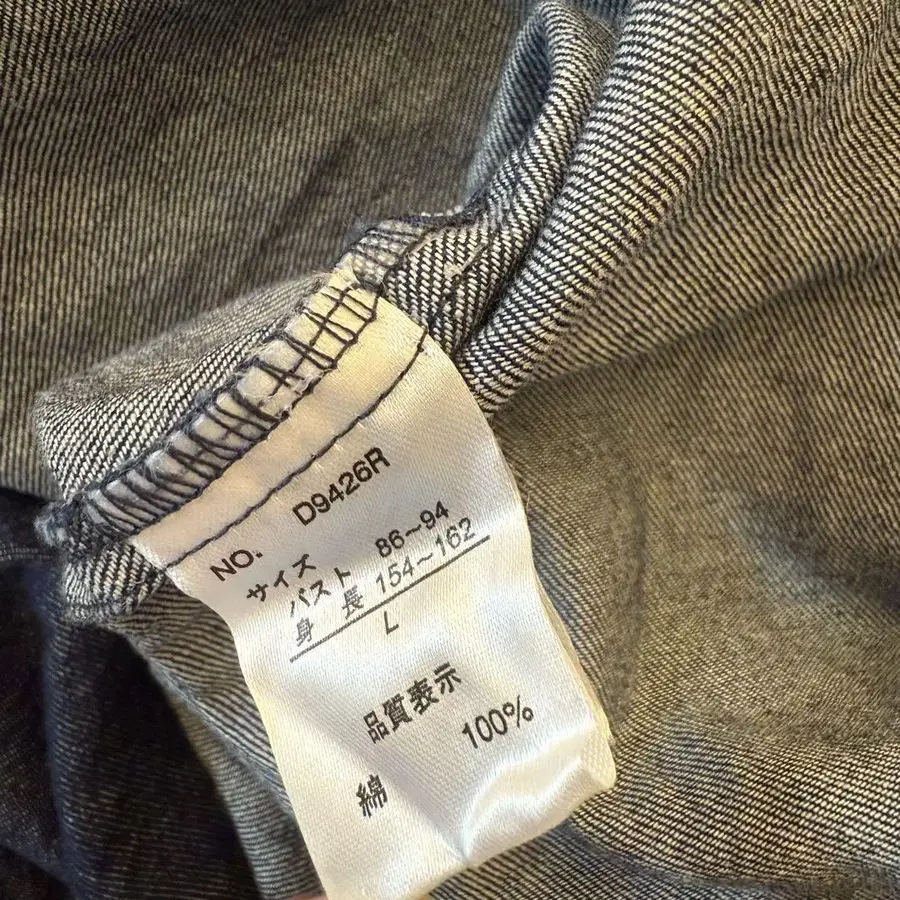 NO. D9426R
サイズ
バスト 86~94
身長 154~162
L
品質表示
綿 100%